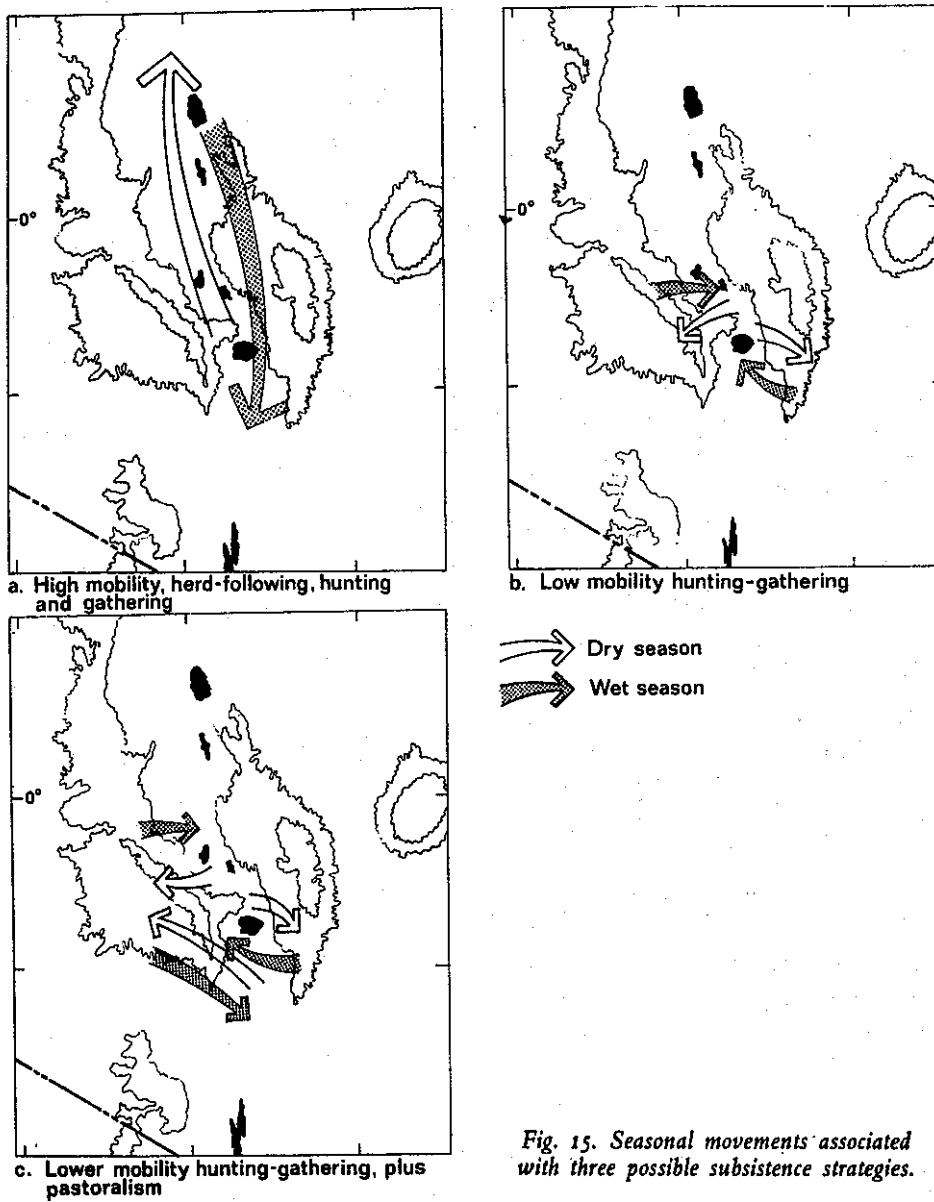 0°
0°
a. High mobility, herd-following, hunting
and gathering
b. Low mobility hunting-gathering
Dry season
Wet season
0°
c. Lower mobility hunting-gathering, plus
pastoralism
Fig. 15. Seasonal movements associated
with three possible subsistence strategies.